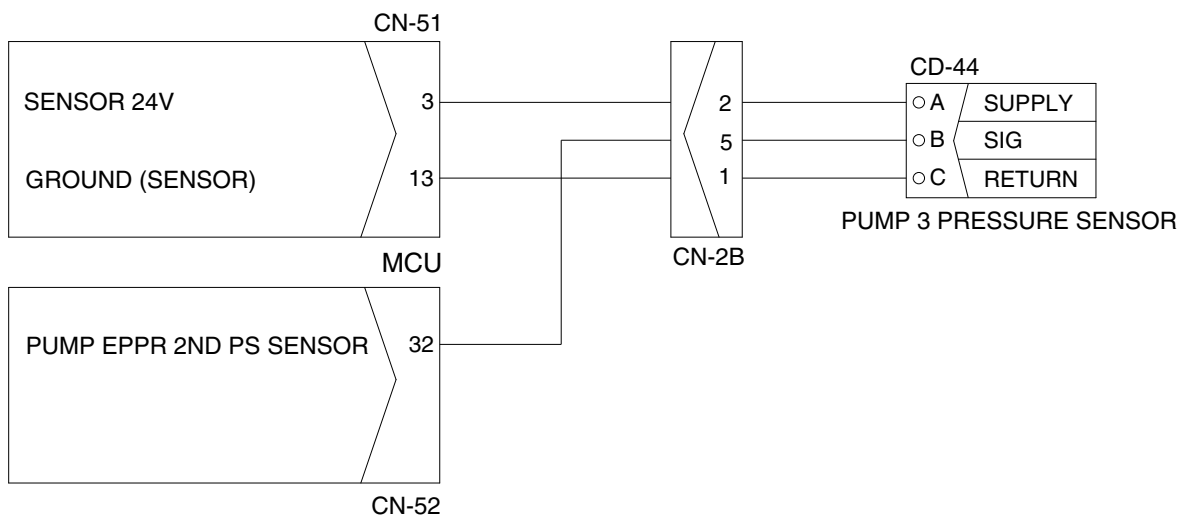 CN-51
SENSOR 24V
3
GROUND (SENSOR)
13
MCU
PUMP EPPR 2ND PS SENSOR
32
CN-52
2
5
1
CN-2B
CD-44
A SUPPLY
B SIG
C RETURN
PUMP 3 PRESSURE SENSOR